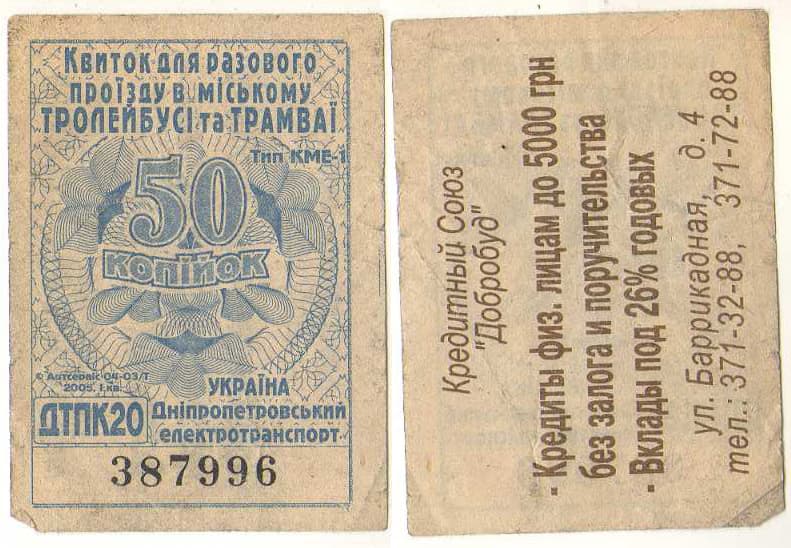 Квиток для разового
проїзду в міському
ТРОЛЕЙБУСІ та ТРАМВАЇ
Тип КМЕ-1
50
КОПІЙОК
© Автсервіс 04-03/Т
2005. І кв.
УКРАЇНА
ДТПК20
Дніпропетровський
електротранспорт
387996
Кредитный Союз
"Добробуд"
- Кредиты физ. лицам до 5000 грн
без залога и поручительства
- Вклады под 26% годовых
ул. Баррикадная, д. 4
тел.: 371-32-88, 371-72-88